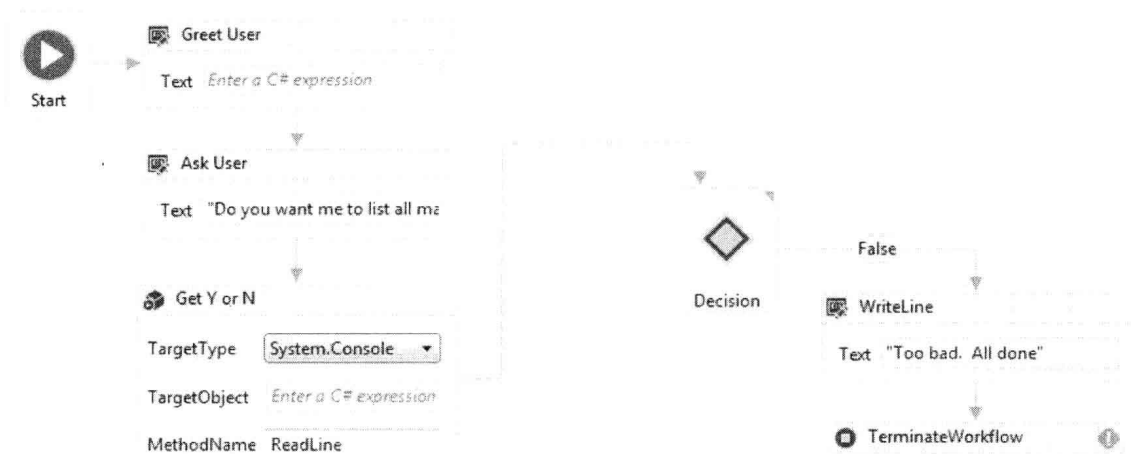 Greet User
Text Enter a C# expression
Start
Ask User
Text "Do you want me to list all ma
Get Y or N
TargetType System.Console
TargetObject Enter a C# expression
MethodName ReadLine
Decision
False
WriteLine
Text "Too bad. All done"
TerminateWorkflow